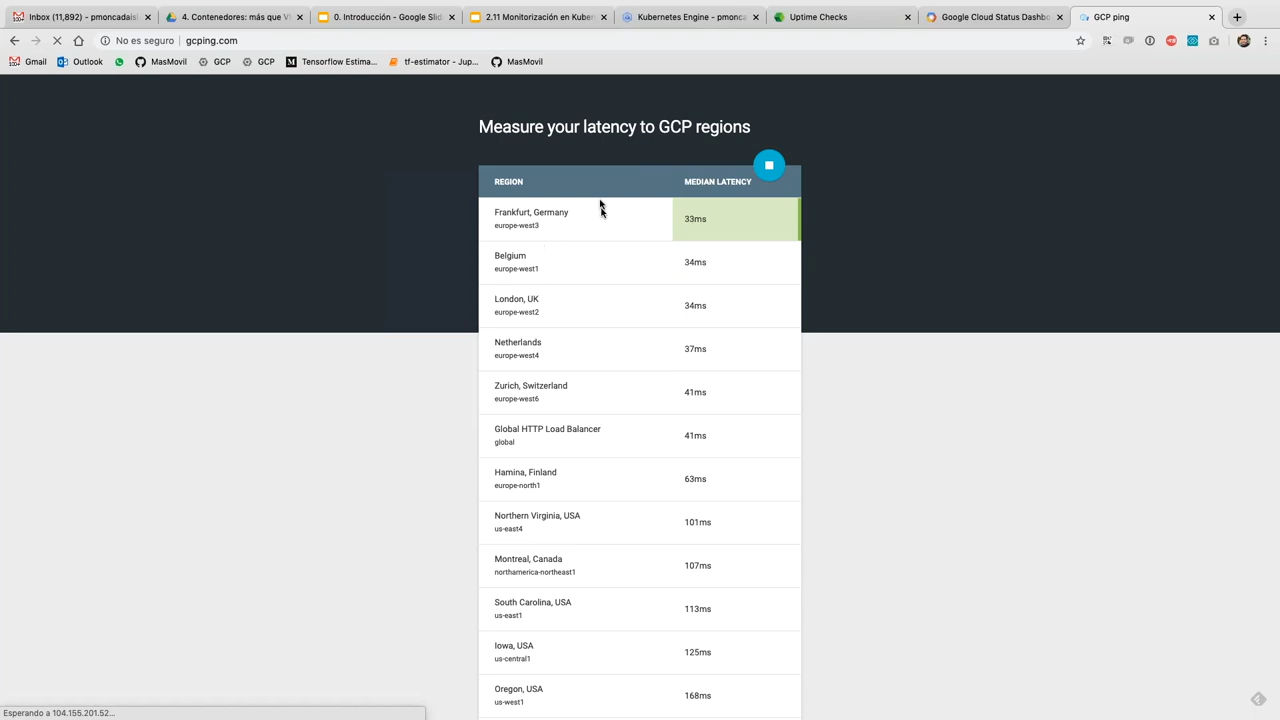 Inbox (11,892) - pmoncadaisl
4. Contenedores: más que V
0. Introducción - Google Slid
2.11 Monitorización en Kuber
Kubernetes Engine - pmonca
Uptime Checks
Google Cloud Status Dashbo
GCP ping
No es seguro
gcping.com
Gmail
Outlook
MasMovil
GCP
GCP
Tensorflow Estima...
tf-estimator - Jup...
MasMovil
Measure your latency to GCP regions
REGION
MEDIAN LATENCY
Frankfurt, Germany
europe-west3
33ms
Belgium
europe-west1
34ms
London, UK
europe-west2
34ms
Netherlands
europe-west4
37ms
Zurich, Switzerland
europe-west6
41ms
Global HTTP Load Balancer
global
41ms
Hamina, Finland
europe-north1
63ms
Northern Virginia, USA
us-east4
101ms
Montreal, Canada
northamerica-northeast1
107ms
South Carolina, USA
us-east1
113ms
Iowa, USA
us-central1
125ms
Oregon, USA
us-west1
168ms
Esperando a 104.155.201.52...